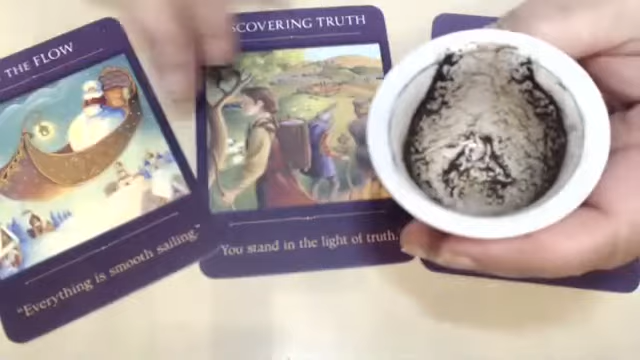 THE FLOW
SCOVERING TRUTH
"Everything is smooth sailing."
You stand in the light of truth.